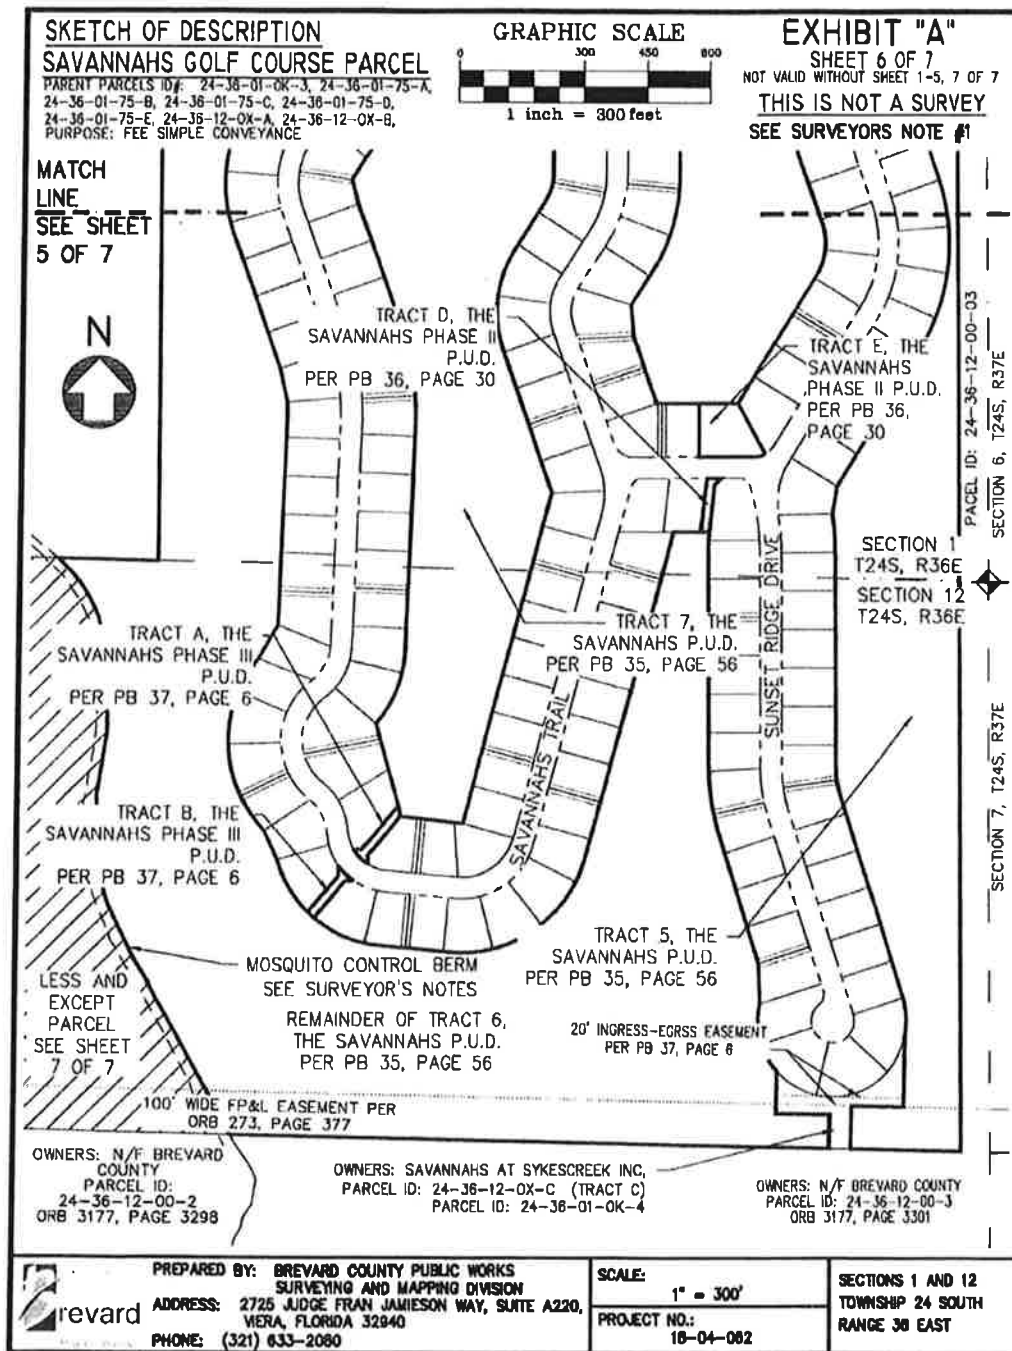 SKETCH OF DESCRIPTION
SAVANNAHS GOLF COURSE PARCEL
PARENT PARCELS ID#: 24-36-01-OK-3, 24-36-01-75-A,
24-36-01-75-B, 24-36-01-75-C, 24-36-01-75-D,
24-36-01-75-E, 24-36-12-OX-A, 24-36-12-OX-B,
PURPOSE: FEE SIMPLE CONVEYANCE
GRAPHIC SCALE
0 300 450 600
1 inch = 300 feet
EXHIBIT "A"
SHEET 6 OF 7
NOT VALID WITHOUT SHEET 1-5, 7 OF 7
THIS IS NOT A SURVEY
SEE SURVEYORS NOTE #1
MATCH
LINE
SEE SHEET
5 OF 7
N
TRACT D, THE
SAVANNAHS PHASE II
P.U.D.
PER PB 36, PAGE 30
TRACT E, THE
SAVANNAHS
PHASE II P.U.D.
PER PB 36,
PAGE 30
PACEL ID: 24-36-12-00-03
SECTION 6, T24S, R37E
SECTION 1
T24S, R36E
SECTION 12
T24S, R36E
TRACT A, THE
SAVANNAHS PHASE III
P.U.D.
PER PB 37, PAGE 6
TRACT 7, THE
SAVANNAHS P.U.D.
PER PB 35, PAGE 56
SUNSET RIDGE DRIVE
SAVANNAHS TRAIL
SECTION 7, T24S, R37E
TRACT B, THE
SAVANNAHS PHASE III
P.U.D.
PER PB 37, PAGE 6
TRACT 5, THE
SAVANNAHS P.U.D.
PER PB 35, PAGE 56
MOSQUITO CONTROL BERM
SEE SURVEYOR'S NOTES
LESS AND
EXCEPT
PARCEL
SEE SHEET
7 OF 7
REMAINDER OF TRACT 6,
THE SAVANNAHS P.U.D.
PER PB 35, PAGE 56
20' INGRESS-EGRSS EASEMENT
PER PB 37, PAGE 6
100' WIDE FP&L EASEMENT PER
ORB 273, PAGE 377
OWNERS: N/F BREVARD
COUNTY
PARCEL ID:
24-36-12-00-2
ORB 3177, PAGE 3298
OWNERS: SAVANNAHS AT SYKESCREEK INC,
PARCEL ID: 24-36-12-OX-C (TRACT C)
PARCEL ID: 24-36-01-OK-4
OWNERS: N/F BREVARD COUNTY
PARCEL ID: 24-36-12-00-3
ORB 3177, PAGE 3301
revard
PREPARED BY: BREVARD COUNTY PUBLIC WORKS
SURVEYING AND MAPPING DIVISION
ADDRESS: 2725 JUDGE FRAN JAMIESON WAY, SUITE A220,
VIERA, FLORIDA 32940
PHONE: (321) 633-2080
SCALE:
1" = 300'
PROJECT NO.:
18-04-062
SECTIONS 1 AND 12
TOWNSHIP 24 SOUTH
RANGE 36 EAST